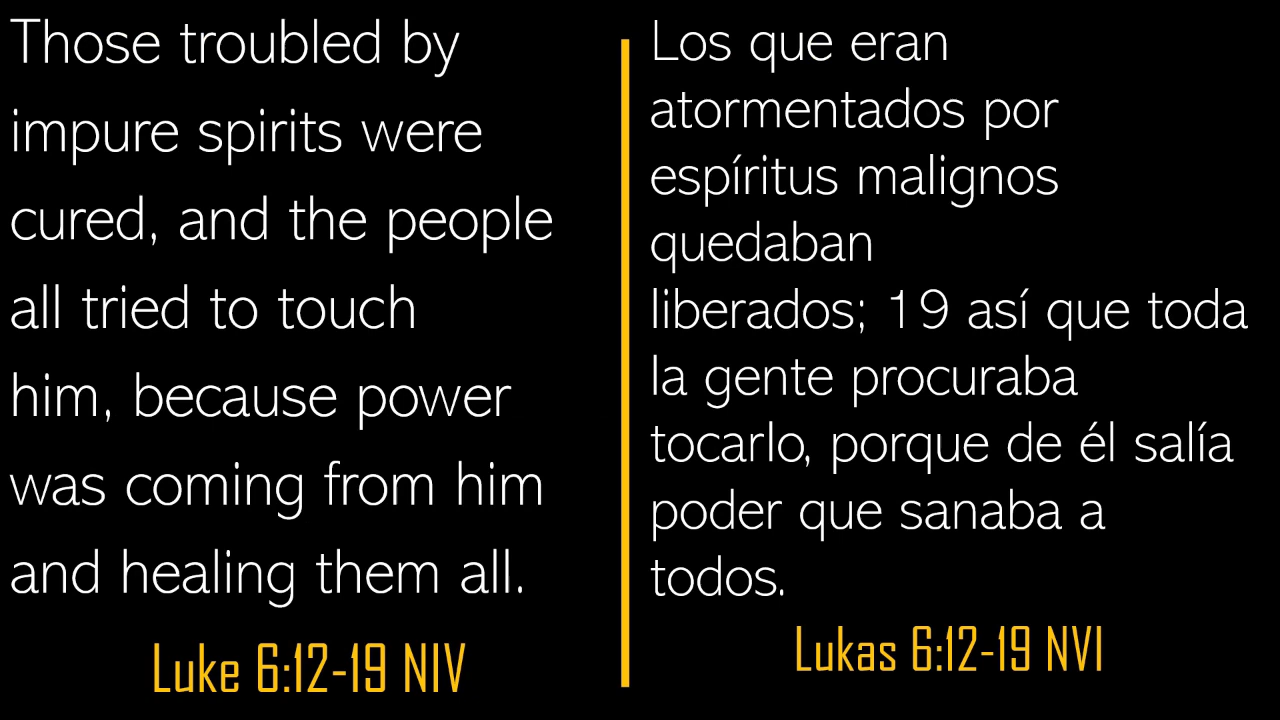 Those troubled by
impure spirits were
cured, and the people
all tried to touch
him, because power
was coming from him
and healing them all.
Luke 6:12-19 NIV
Los que eran
atormentados por
espíritus malignos
quedaban
liberados; 19 así que toda
la gente procuraba
tocarlo, porque de él salía
poder que sanaba a
todos.
Lukas 6:12-19 NVI